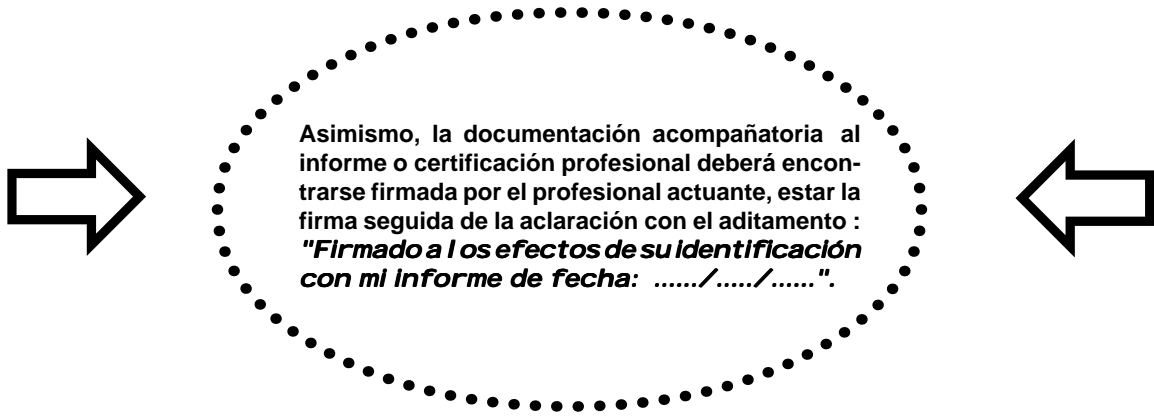 Asimismo, la documentación acompañatoria al
informe o certificación profesional deberá encon-
trarse firmada por el profesional actuante, estar la
firma seguida de la aclaración con el aditamento :
"Firmado a los efectos de su identificación
con mi informe de fecha: ....../...../......".